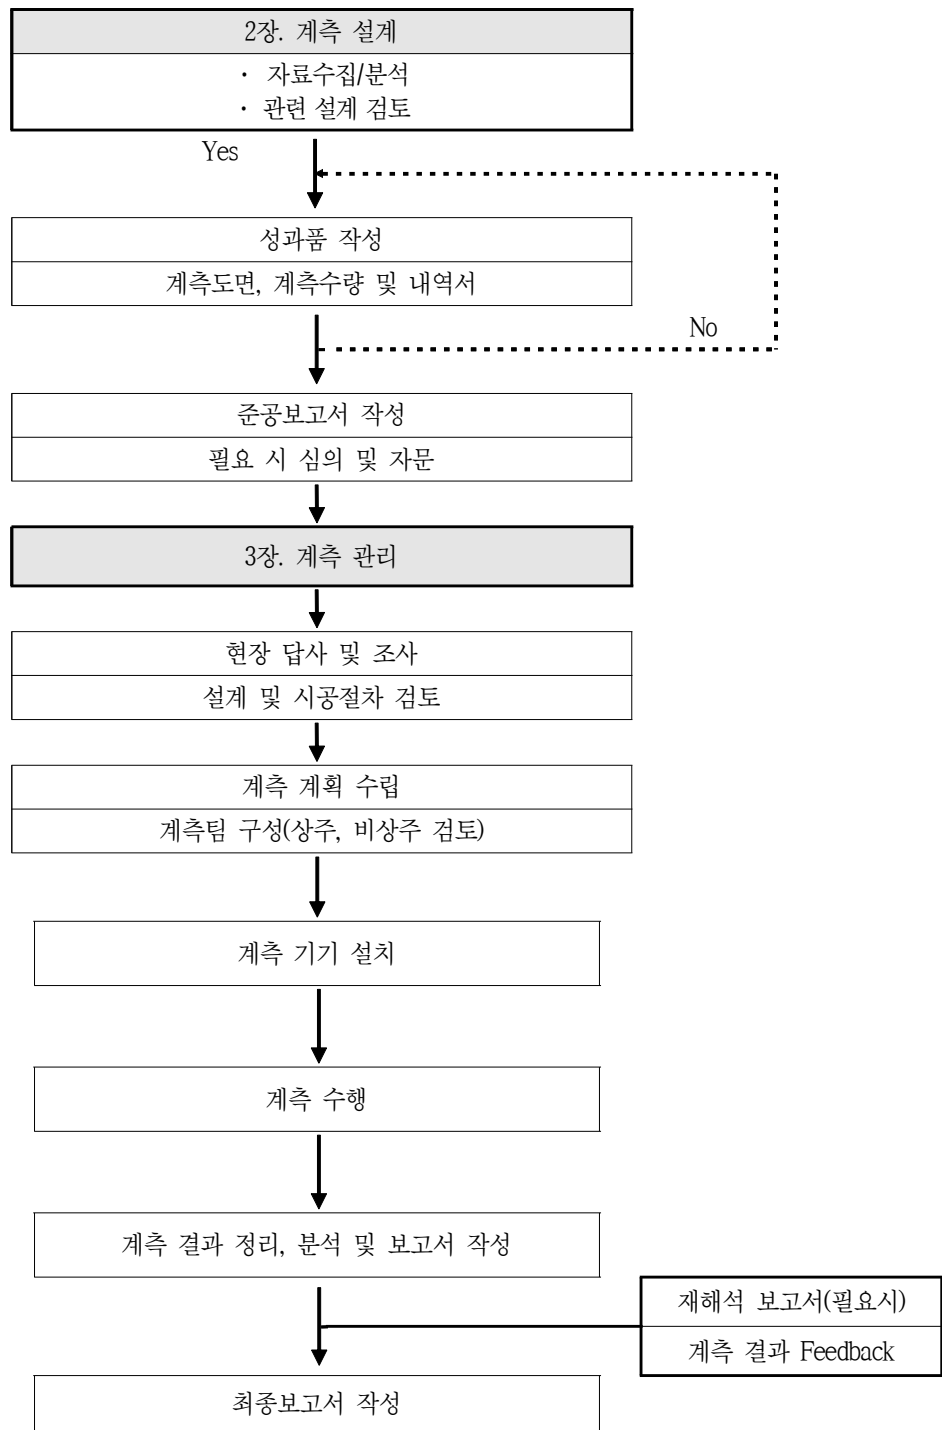 2장. 계측 설계
· 자료수집/분석
· 관련 설계 검토
Yes
성과품 작성
계측도면, 계측수량 및 내역서
No
준공보고서 작성
필요 시 심의 및 자문
3장. 계측 관리
현장 답사 및 조사
설계 및 시공절차 검토
계측 계획 수립
계측팀 구성(상주, 비상주 검토)
계측 기기 설치
계측 수행
계측 결과 정리, 분석 및 보고서 작성
재해석 보고서(필요시)
계측 결과 Feedback
최종보고서 작성